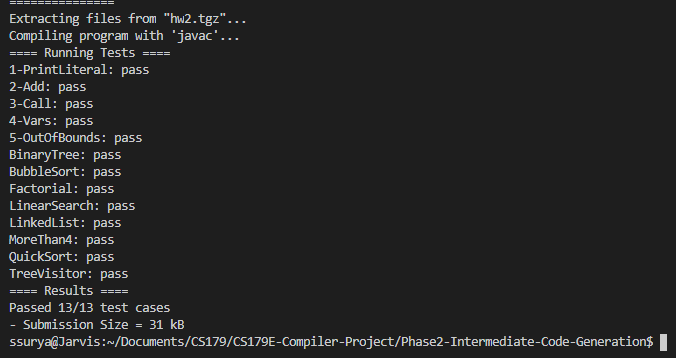 ===============
Extracting files from "hw2.tgz"...
Compiling program with 'javac'...
==== Running Tests ====
1-PrintLiteral: pass
2-Add: pass
3-Call: pass
4-Vars: pass
5-OutOfBounds: pass
BinaryTree: pass
BubbleSort: pass
Factorial: pass
LinearSearch: pass
LinkedList: pass
MoreThan4: pass
QuickSort: pass
TreeVisitor: pass
==== Results ====
Passed 13/13 test cases
- Submission Size = 31 kB
ssurya@Jarvis:~/Documents/CS179/CS179E-Compiler-Project/Phase2-Intermediate-Code-Generation$